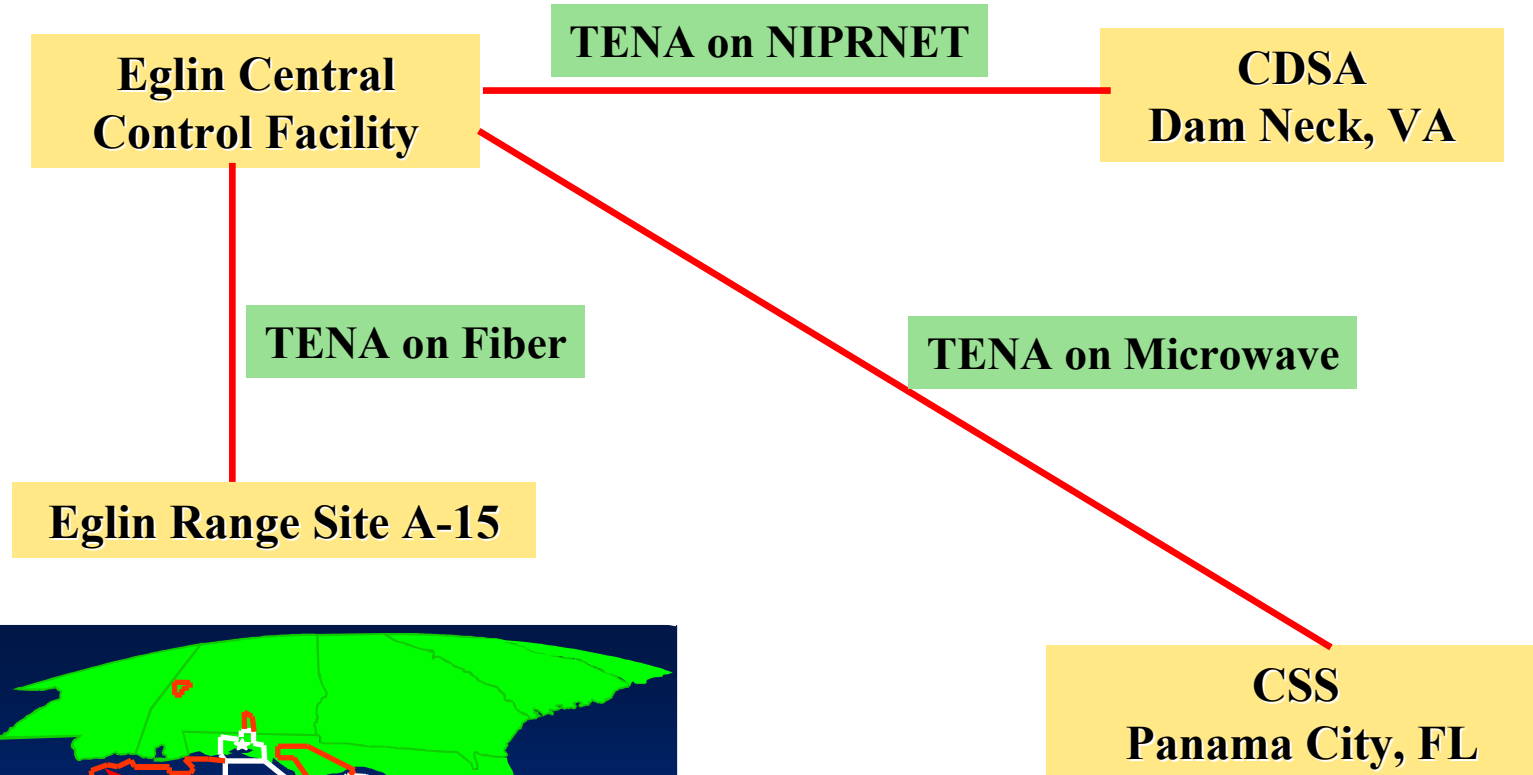 TENA on NIPRNET
Eglin Central
Control Facility
CDSA
Dam Neck, VA
TENA on Fiber
TENA on Microwave
Eglin Range Site A-15
CSS
Panama City, FL